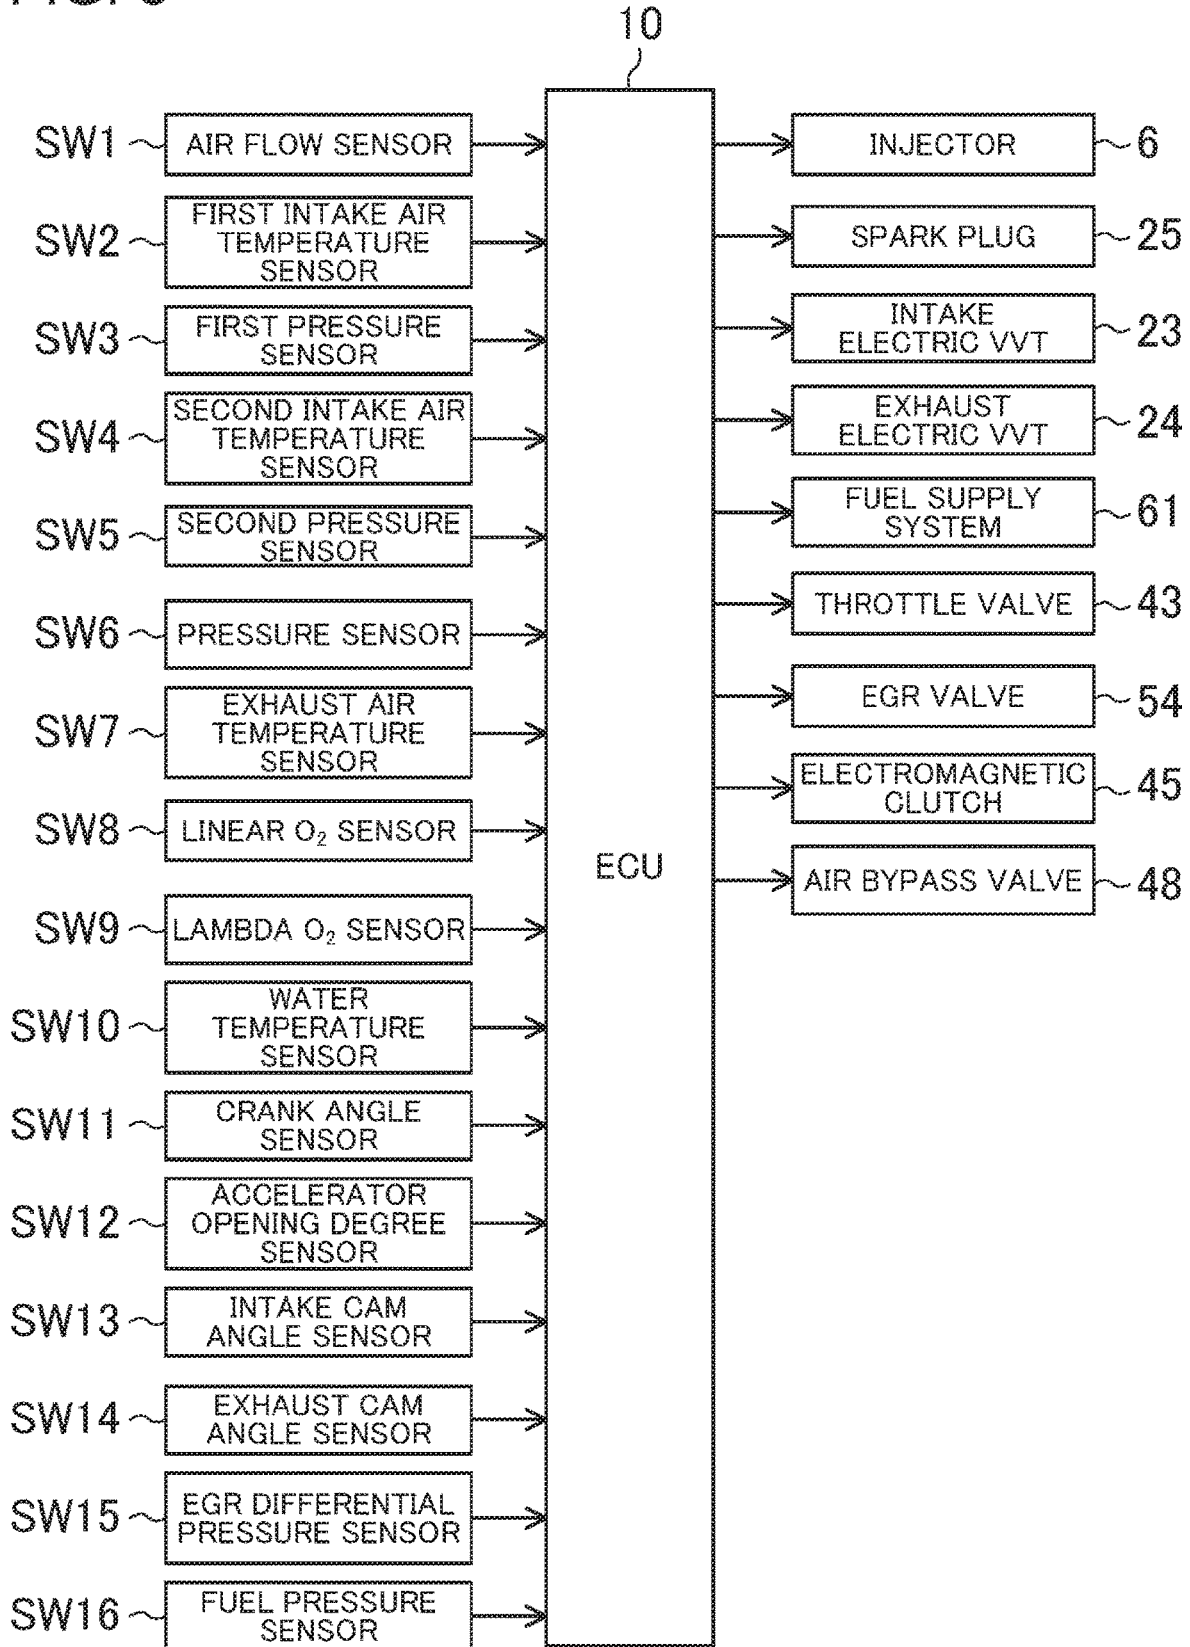 10
SW1
AIR FLOW SENSOR
SW2
FIRST INTAKE AIR
TEMPERATURE
SENSOR
SW3
FIRST PRESSURE
SENSOR
SW4
SECOND INTAKE AIR
TEMPERATURE
SENSOR
SW5
SECOND PRESSURE
SENSOR
SW6
PRESSURE SENSOR
SW7
EXHAUST AIR
TEMPERATURE
SENSOR
SW8
LINEAR O₂ SENSOR
SW9
LAMBDA O₂ SENSOR
SW10
WATER
TEMPERATURE
SENSOR
SW11
CRANK ANGLE
SENSOR
SW12
ACCELERATOR
OPENING DEGREE
SENSOR
SW13
INTAKE CAM
ANGLE SENSOR
SW14
EXHAUST CAM
ANGLE SENSOR
SW15
EGR DIFFERENTIAL
PRESSURE SENSOR
SW16
FUEL PRESSURE
SENSOR
ECU
INJECTOR
6
SPARK PLUG
25
INTAKE
ELECTRIC VVT
23
EXHAUST
ELECTRIC VVT
24
FUEL SUPPLY
SYSTEM
61
THROTTLE VALVE
43
EGR VALVE
54
ELECTROMAGNETIC
CLUTCH
45
AIR BYPASS VALVE
48